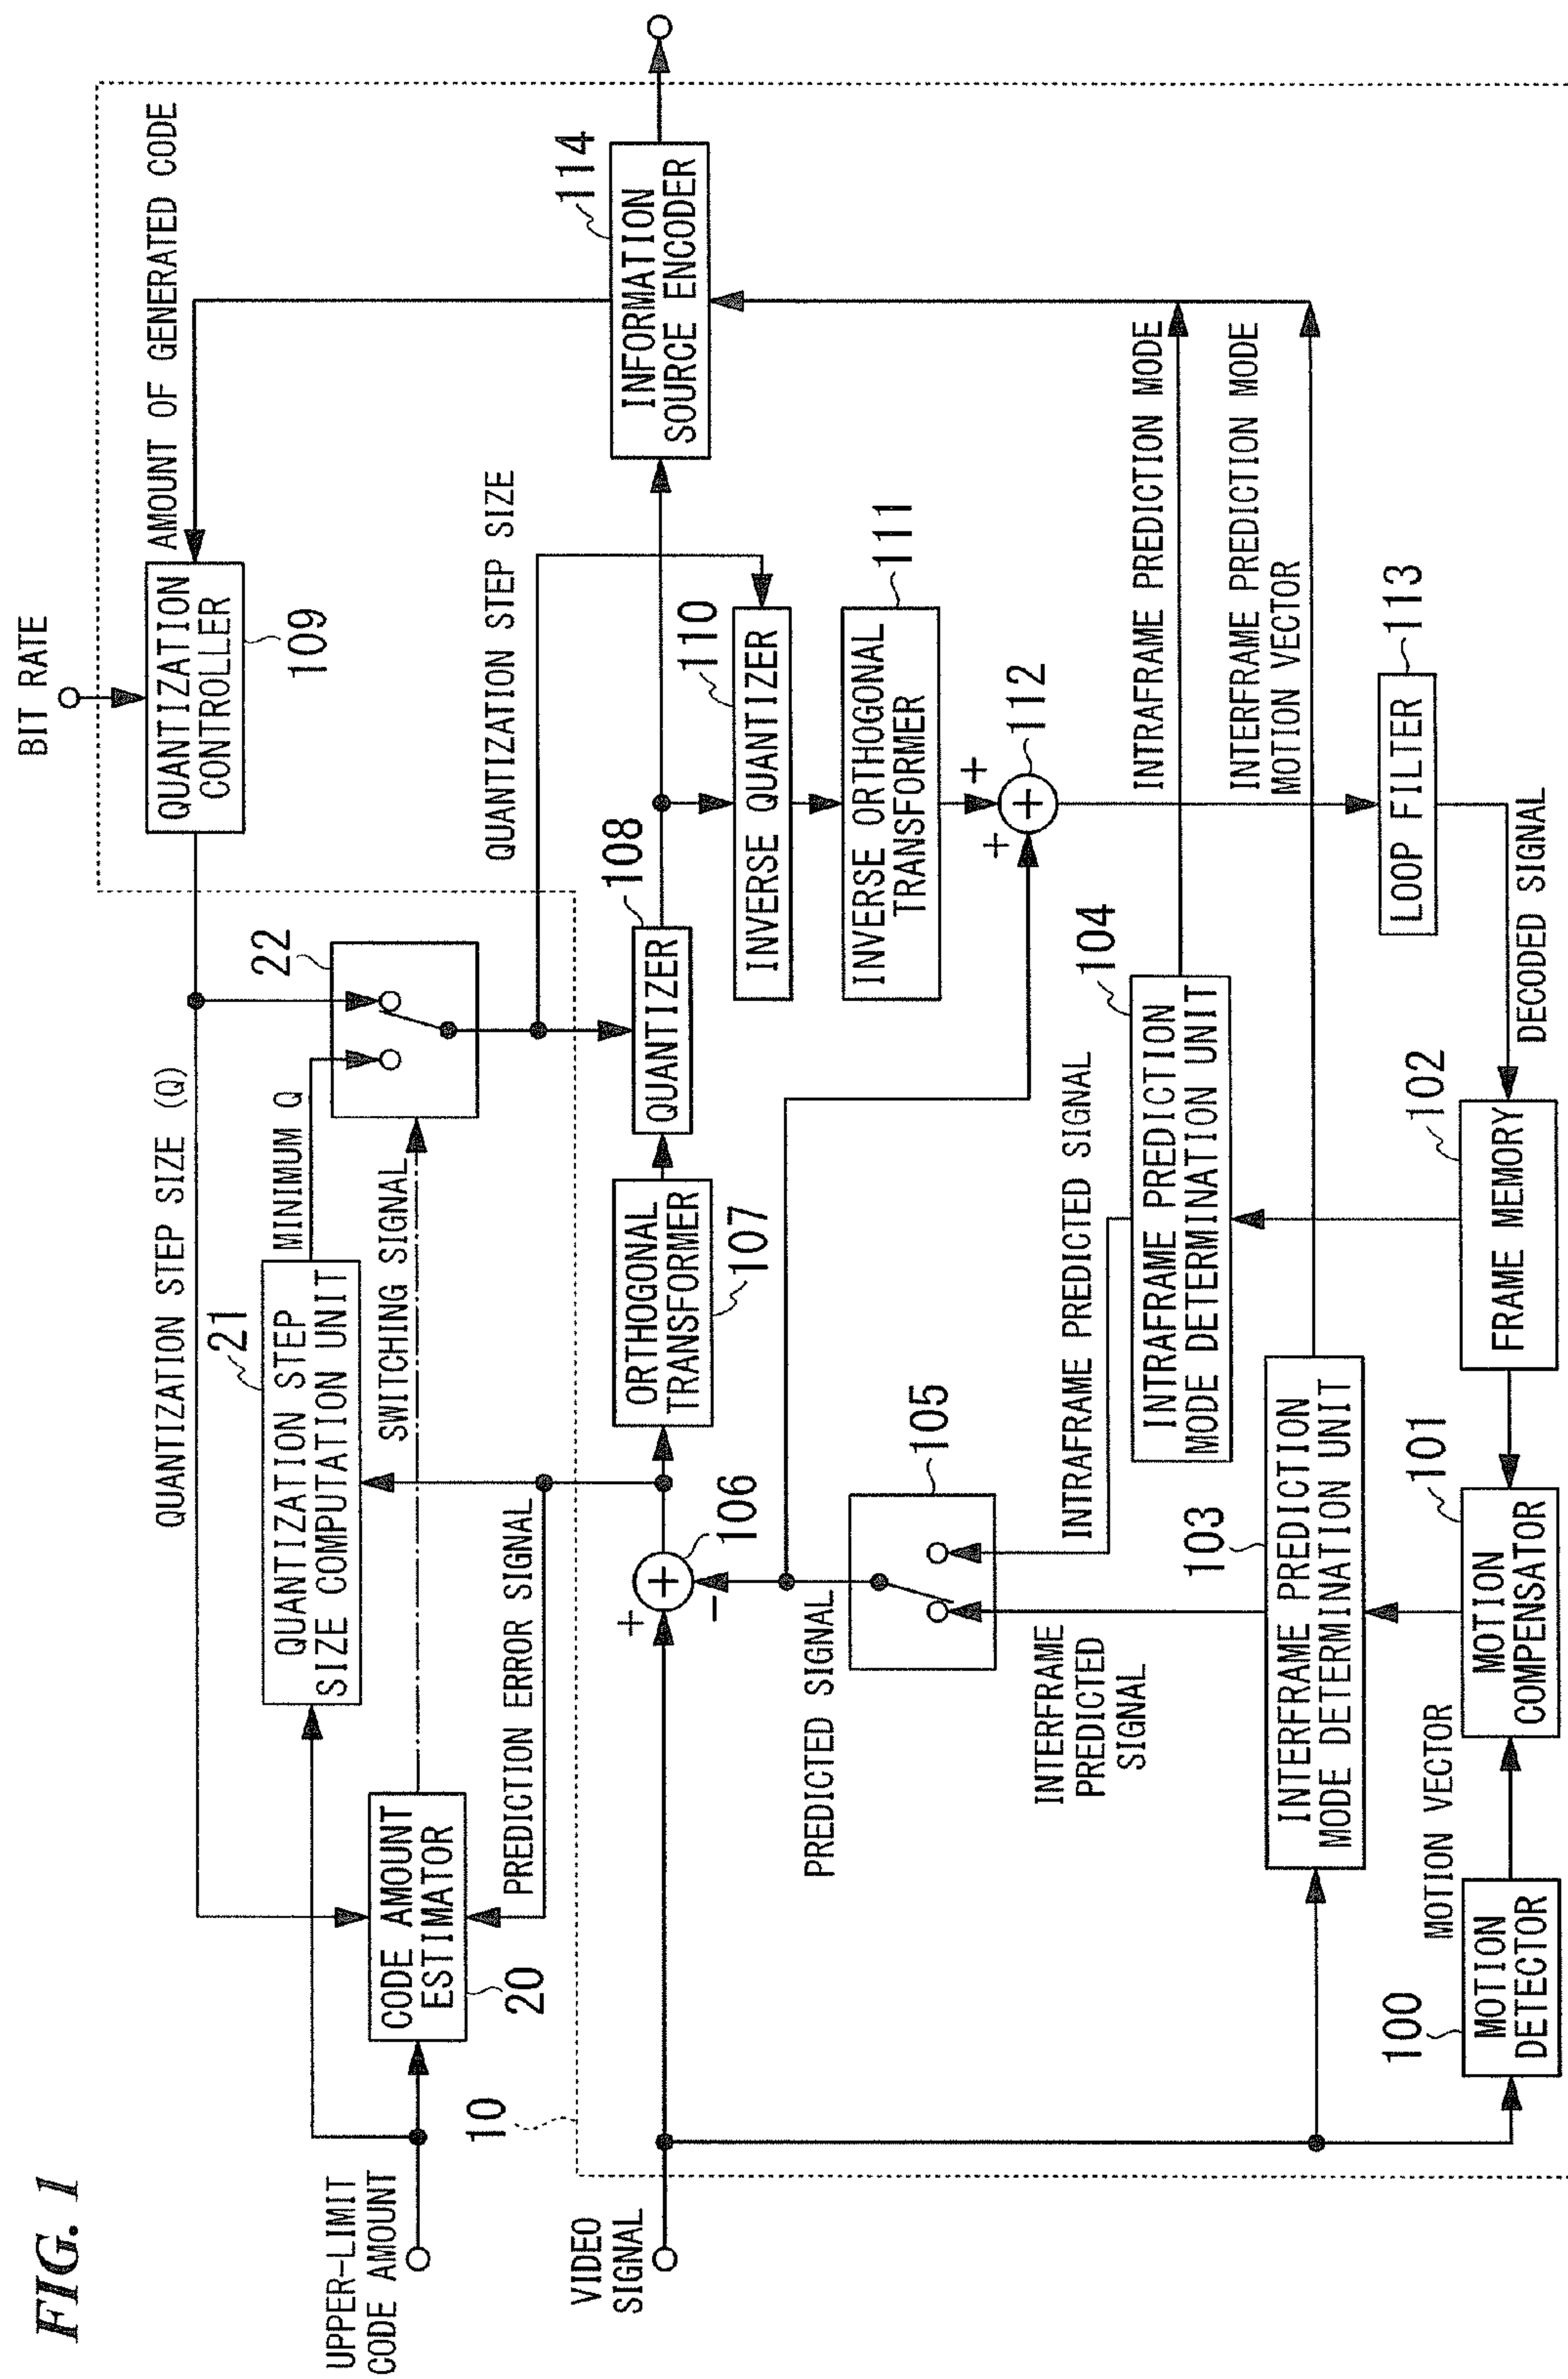 FIG. 1
UPPER-LIMIT
CODE AMOUNT
VIDEO
SIGNAL
10
BIT RATE
QUANTIZATION STEP SIZE (Q)
QUANTIZATION
CONTROLLER
109
AMOUNT OF GENERATED CODE
21
QUANTIZATION STEP
SIZE COMPUTATION UNIT
MINIMUM Q
22
SWITCHING SIGNAL
CODE AMOUNT
ESTIMATOR
20
PREDICTION ERROR SIGNAL
QUANTIZATION STEP SIZE
114
INFORMATION
SOURCE ENCODER
+
+
−
106
ORTHOGONAL
TRANSFORMER
107
108
QUANTIZER
110
INVERSE QUANTIZER
111
INVERSE ORTHOGONAL
TRANSFORMER
PREDICTED SIGNAL
105
+
+
+
112
INTERFRAME
PREDICTED
SIGNAL
INTRAFRAME PREDICTED SIGNAL
104
INTRAFRAME PREDICTION
MODE DETERMINATION UNIT
INTRAFRAME PREDICTION MODE
103
INTERFRAME PREDICTION
MODE DETERMINATION UNIT
INTERFRAME PREDICTION MODE
MOTION VECTOR
LOOP FILTER
113
100
MOTION
DETECTOR
MOTION VECTOR
101
MOTION
COMPENSATOR
102
FRAME MEMORY
DECODED SIGNAL